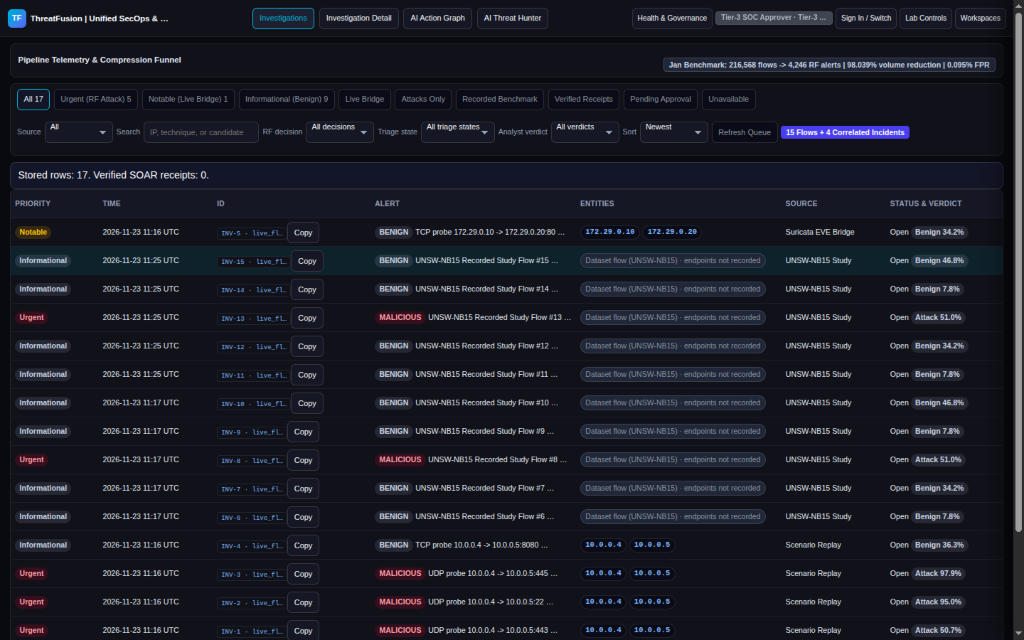 TF ThreatFusion | Unified SecOps & ... Investigations Investigation Detail AI Action Graph AI Threat Hunter Health & Governance Tier-3 SOC Approver · Tier-3 ... Sign In / Switch Lab Controls Workspaces
Pipeline Telemetry & Compression Funnel Jan Benchmark: 216,568 flows -> 4,246 RF alerts | 98.039% volume reduction | 0.095% FPR
All 17 Urgent (RF Attack) 5 Notable (Live Bridge) 1 Informational (Benign) 9 Live Bridge Attacks Only Recorded Benchmark Verified Receipts Pending Approval Unavailable
Source All Search IP, technique, or candidate RF decision All decisions Triage state All triage states Analyst verdict All verdicts Sort Newest Refresh Queue 15 Flows + 4 Correlated Incidents
Stored rows: 17. Verified SOAR receipts: 0.
PRIORITY TIME ID ALERT ENTITIES SOURCE STATUS & VERDICT
Notable 2026-11-23 11:16 UTC INV-5 · live_fl… Copy BENIGN TCP probe 172.29.0.10 -> 172.29.0.20:80 ... 172.29.0.10 172.29.0.20 Suricata EVE Bridge Open Benign 34.2%
Informational 2026-11-23 11:25 UTC INV-15 · live_fl… Copy BENIGN UNSW-NB15 Recorded Study Flow #15 ... Dataset flow (UNSW-NB15) · endpoints not recorded UNSW-NB15 Study Open Benign 46.8%
Informational 2026-11-23 11:25 UTC INV-14 · live_fl… Copy BENIGN UNSW-NB15 Recorded Study Flow #14 ... Dataset flow (UNSW-NB15) · endpoints not recorded UNSW-NB15 Study Open Benign 7.8%
Urgent 2026-11-23 11:25 UTC INV-13 · live_fl… Copy MALICIOUS UNSW-NB15 Recorded Study Flow #13 ... Dataset flow (UNSW-NB15) · endpoints not recorded UNSW-NB15 Study Open Attack 51.0%
Informational 2026-11-23 11:25 UTC INV-12 · live_fl… Copy BENIGN UNSW-NB15 Recorded Study Flow #12 ... Dataset flow (UNSW-NB15) · endpoints not recorded UNSW-NB15 Study Open Benign 34.2%
Informational 2026-11-23 11:25 UTC INV-11 · live_fl… Copy BENIGN UNSW-NB15 Recorded Study Flow #11 ... Dataset flow (UNSW-NB15) · endpoints not recorded UNSW-NB15 Study Open Benign 7.8%
Informational 2026-11-23 11:17 UTC INV-10 · live_fl… Copy BENIGN UNSW-NB15 Recorded Study Flow #10 ... Dataset flow (UNSW-NB15) · endpoints not recorded UNSW-NB15 Study Open Benign 46.8%
Informational 2026-11-23 11:17 UTC INV-9 · live_fl… Copy BENIGN UNSW-NB15 Recorded Study Flow #9 ... Dataset flow (UNSW-NB15) · endpoints not recorded UNSW-NB15 Study Open Benign 7.8%
Urgent 2026-11-23 11:17 UTC INV-8 · live_fl… Copy MALICIOUS UNSW-NB15 Recorded Study Flow #8 ... Dataset flow (UNSW-NB15) · endpoints not recorded UNSW-NB15 Study Open Attack 51.0%
Informational 2026-11-23 11:17 UTC INV-7 · live_fl… Copy BENIGN UNSW-NB15 Recorded Study Flow #7 ... Dataset flow (UNSW-NB15) · endpoints not recorded UNSW-NB15 Study Open Benign 34.2%
Informational 2026-11-23 11:17 UTC INV-6 · live_fl… Copy BENIGN UNSW-NB15 Recorded Study Flow #6 ... Dataset flow (UNSW-NB15) · endpoints not recorded UNSW-NB15 Study Open Benign 7.8%
Informational 2026-11-23 11:16 UTC INV-4 · live_fl… Copy BENIGN TCP probe 10.0.0.4 -> 10.0.0.5:8080 ... 10.0.0.4 10.0.0.5 Scenario Replay Open Benign 36.3%
Urgent 2026-11-23 11:16 UTC INV-3 · live_fl… Copy MALICIOUS UDP probe 10.0.0.4 -> 10.0.0.5:445 ... 10.0.0.4 10.0.0.5 Scenario Replay Open Attack 97.9%
Urgent 2026-11-23 11:16 UTC INV-2 · live_fl… Copy MALICIOUS UDP probe 10.0.0.4 -> 10.0.0.5:22 ... 10.0.0.4 10.0.0.5 Scenario Replay Open Attack 95.0%
Urgent 2026-11-23 11:16 UTC INV-1 · live_fl… Copy MALICIOUS UDP probe 10.0.0.4 -> 10.0.0.5:443 ... 10.0.0.4 10.0.0.5 Scenario Replay Open Attack 50.7%